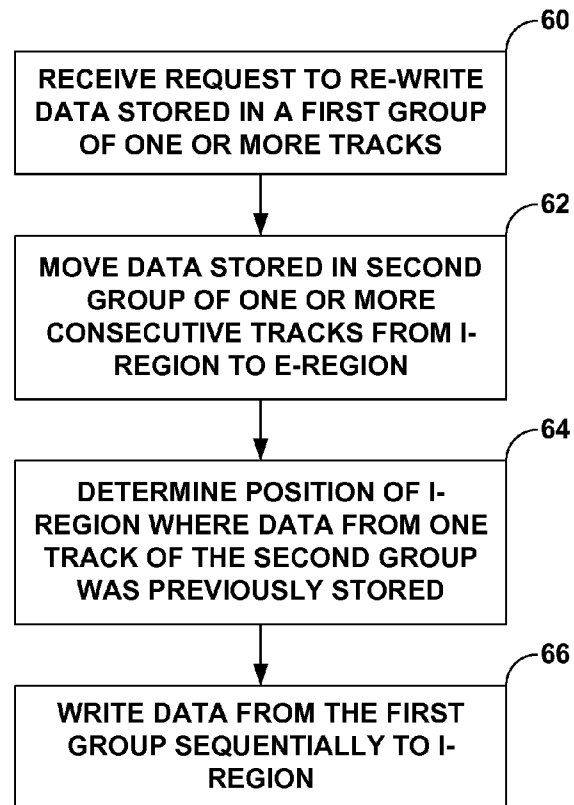 60
RECEIVE REQUEST TO RE-WRITE
DATA STORED IN A FIRST GROUP
OF ONE OR MORE TRACKS
62
MOVE DATA STORED IN SECOND
GROUP OF ONE OR MORE
CONSECUTIVE TRACKS FROM I-
REGION TO E-REGION
64
DETERMINE POSITION OF I-
REGION WHERE DATA FROM ONE
TRACK OF THE SECOND GROUP
WAS PREVIOUSLY STORED
66
WRITE DATA FROM THE FIRST
GROUP SEQUENTIALLY TO I-
REGION